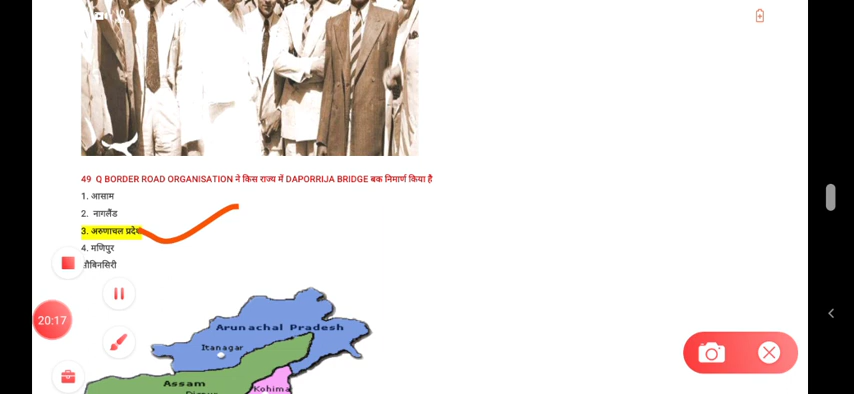 49 Q BORDER ROAD ORGANISATION ने किस राज्य में DAPORRIJA BRIDGE बक निमार्ण किया है
1. आसाम
2. नागलैंड
3. अरुणाचल प्रदेश
4. मणिपुर
20:17
Arunachal Pradesh
Itanagar
Assam
Kohima